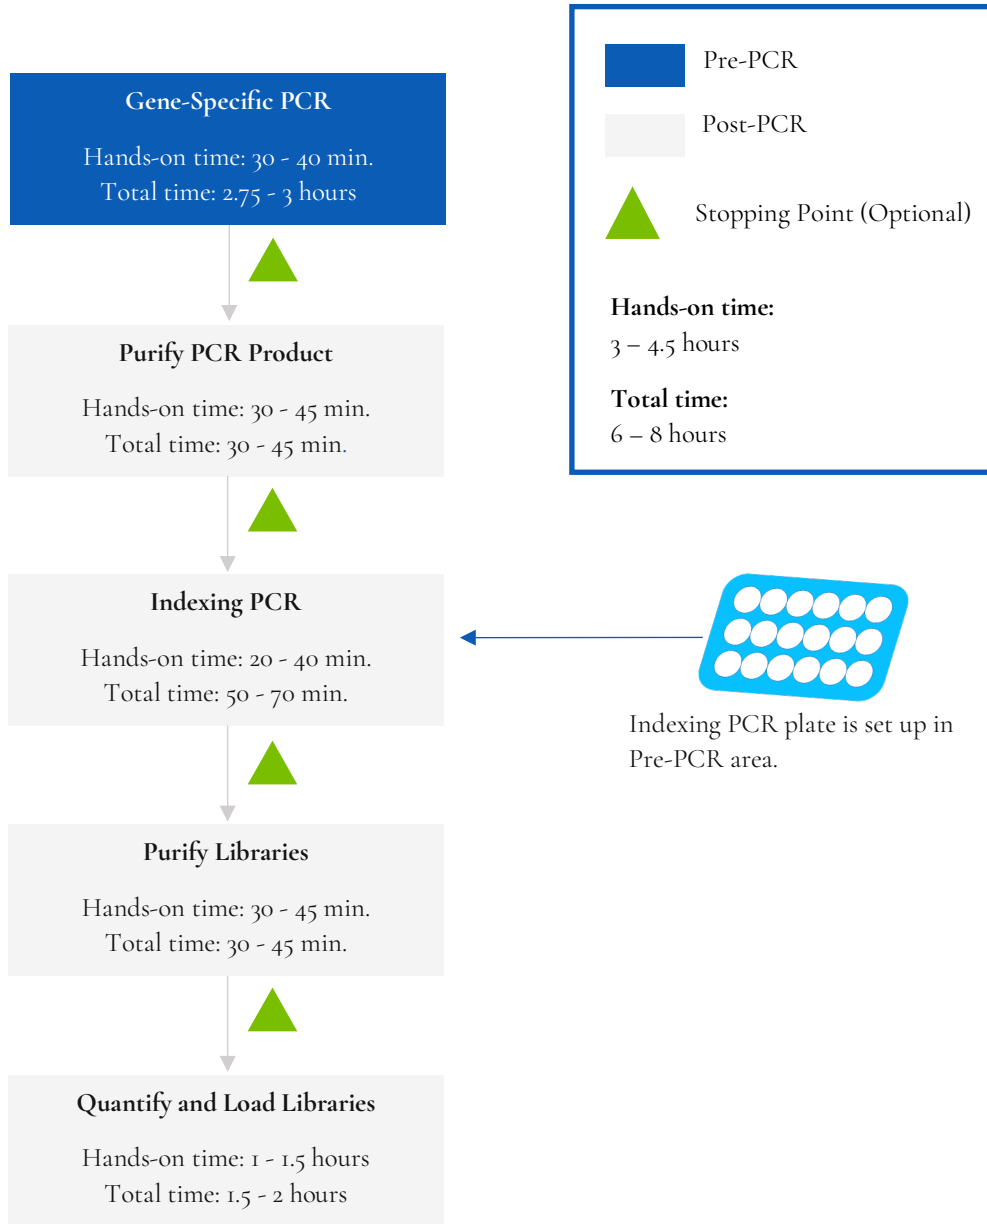 Gene-Specific PCR
Hands-on time: 30 - 40 min.
Total time: 2.75 - 3 hours
Purify PCR Product
Hands-on time: 30 - 45 min.
Total time: 30 - 45 min.
Indexing PCR
Hands-on time: 20 - 40 min.
Total time: 50 - 70 min.
Purify Libraries
Hands-on time: 30 - 45 min.
Total time: 30 - 45 min.
Quantify and Load Libraries
Hands-on time: 1 - 1.5 hours
Total time: 1.5 - 2 hours
Pre-PCR
Post-PCR
Stopping Point (Optional)
Hands-on time:
3 – 4.5 hours
Total time:
6 – 8 hours
Indexing PCR plate is set up in
Pre-PCR area.